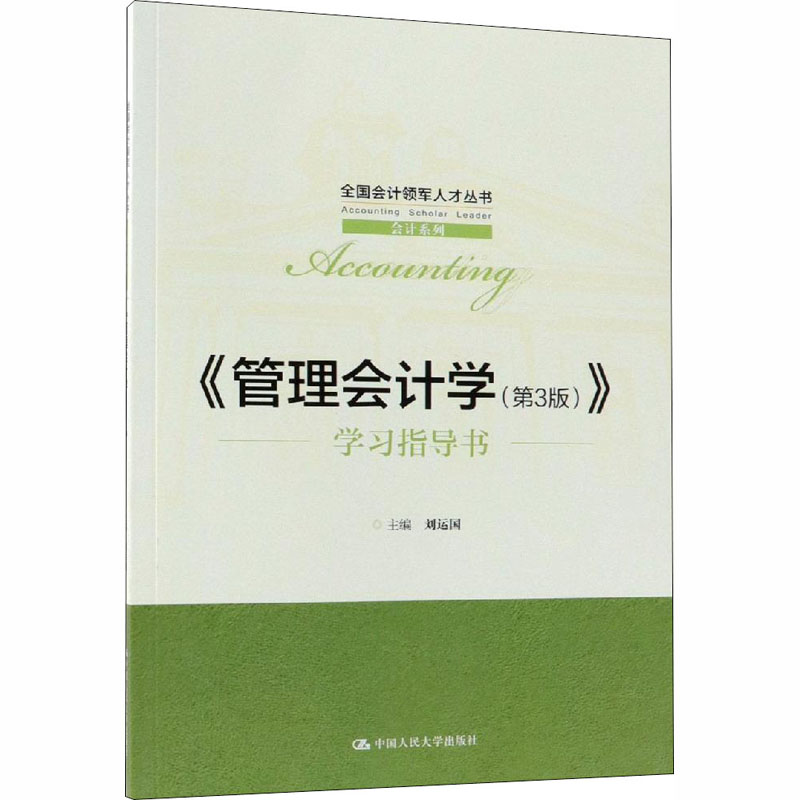 全国会计领军人才丛书
Accounting Scholar Leader
会计系列
Accounting
《管理会计学(第3版)》
学习指导书
主编 刘运国
中国人民大学出版社